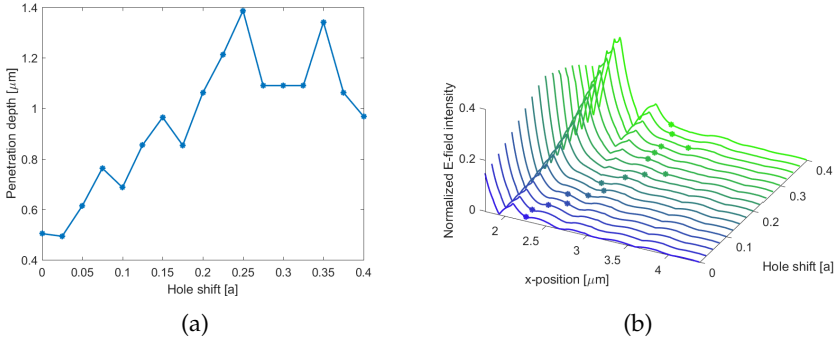 1.4
1.2
1
0.8
0.6
0.4
Penetration depth [μm]
0 0.05 0.1 0.15 0.2 0.25 0.3 0.35 0.4
Hole shift [a]
(a)
0.4
0.2
0
Normalized E-field intensity
2 2.5 3 3.5 4
x-position [μm]
0 0.1 0.2 0.3 0.4
Hole shift [a]
(b)